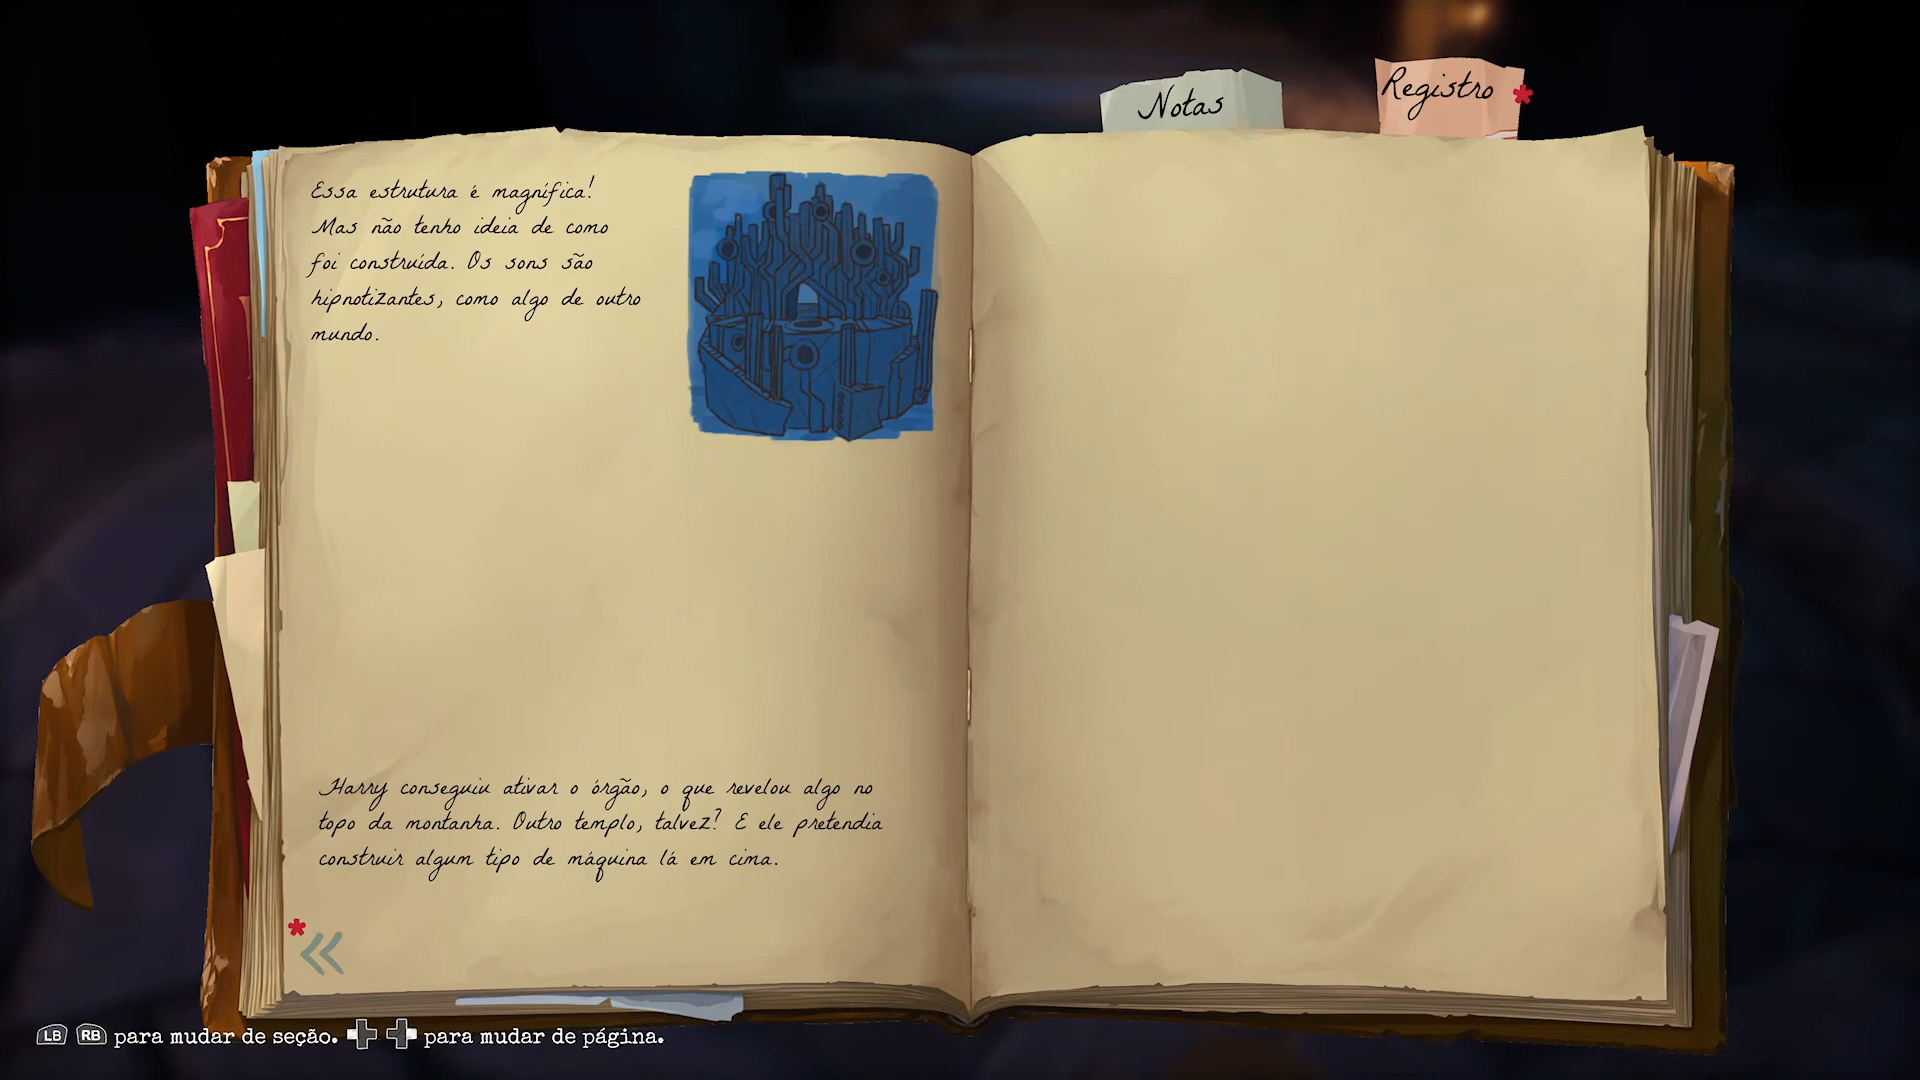 Notas
Registro *
Essa estrutura é magnífica!
Mas não tenho ideia de como
foi construída. Os sons são
hipnotizantes, como algo de outro
mundo.
Harry conseguiu ativar o órgão, o que revelou algo no
topo da montanha. Outro templo, talvez? E ele pretendia
construir algum tipo de máquina lá em cima.
*
LB RB para mudar de seção. para mudar de página.